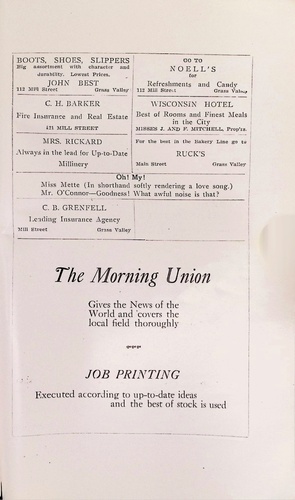 BOOTS, SHOES, SLIPPERS
Big assortment with character and
durability. Lowest Prices.
JOHN BEST
112 Mill Street Grass Valley
GO TO
NOELL'S
for
Refreshments and Candy
112 Mill Street Grass Valley
C. H. BARKER
Fire Insurance and Real Estate
121 MILL STREET
WISCONSIN HOTEL
Best of Rooms and Finest Meals
in the City
MISSES J. AND F. MITCHELL, Prop'rs.
MRS. RICKARD
Always in the lead for Up-to-Date
Millinery
For the best in the Bakery Line go to
RUCK'S
Main Street Grass Valley
Oh! My!
Miss Mette (In shorthand softly rendering a love song.)
Mr. O'Connor—Goodness! What awful noise is that?
C. B. GRENFELL
Leading Insurance Agency
Mill Street Grass Valley
The Morning Union
Gives the News of the
World and covers the
local field thoroughly
JOB PRINTING
Executed according to up-to-date ideas
and the best of stock is used